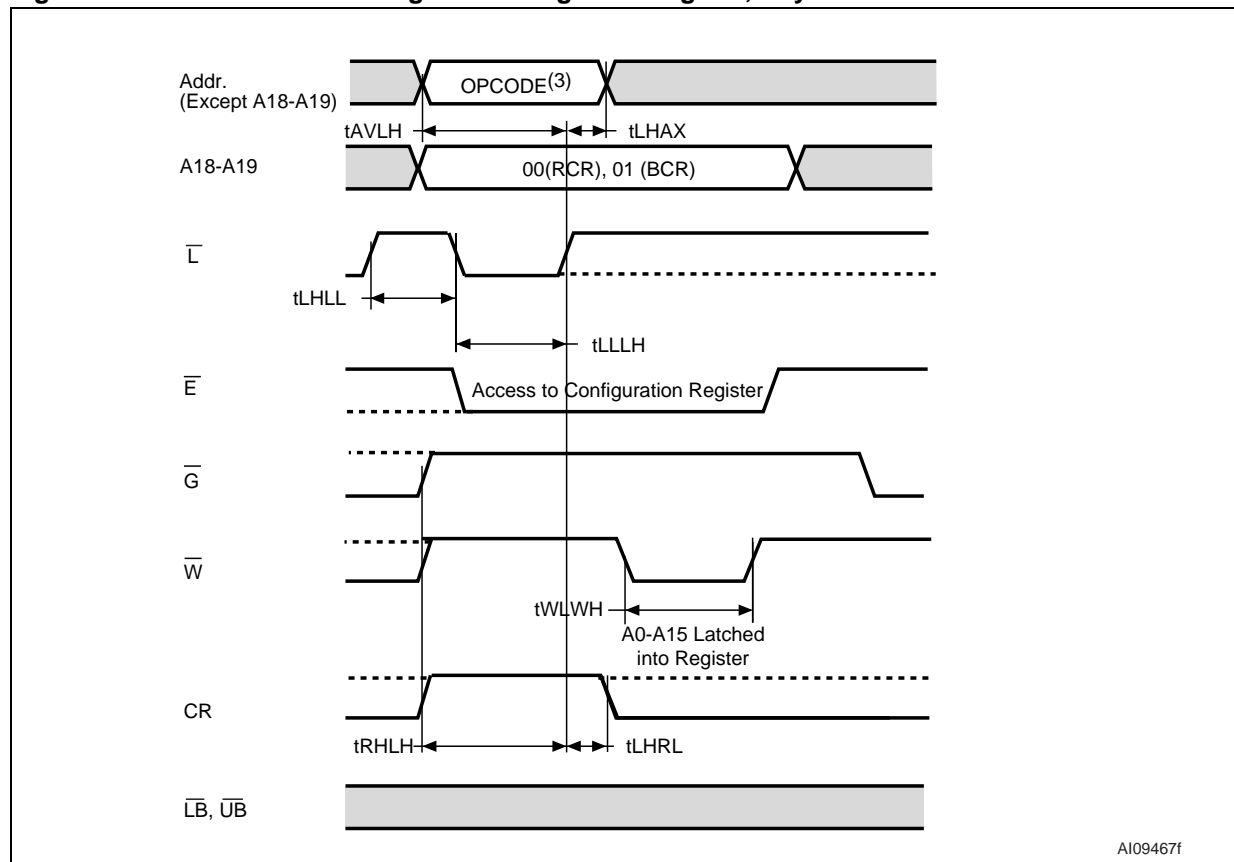 Addr.
(Except A18-A19)
OPCODE(3)
tAVLH
tLHAX
A18-A19
00(RCR), 01 (BCR)
L
tLHLL
tLLLH
E
Access to Configuration Register
G
W
tWLWH
A0-A15 Latched
into Register
CR
tRHLH
tLHRL
LB, UB
AI09467f